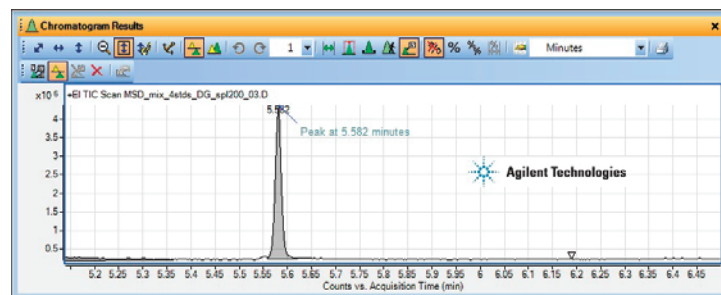 Chromatogram Results
1
Minutes
x10 6
+EI TIC Scan MSD_mix_4stds_DG_spl200_03.D
5.582
Peak at 5.582 minutes
Agilent Technologies
4
3.5
3
2.5
2
1.5
1
0.5
5.2 5.25 5.3 5.35 5.4 5.45 5.5 5.55 5.6 5.65 5.7 5.75 5.8 5.85 5.9 5.95 6 6.05 6.1 6.15 6.2 6.25 6.3 6.35 6.4 6.45
Counts vs. Acquisition Time (min)